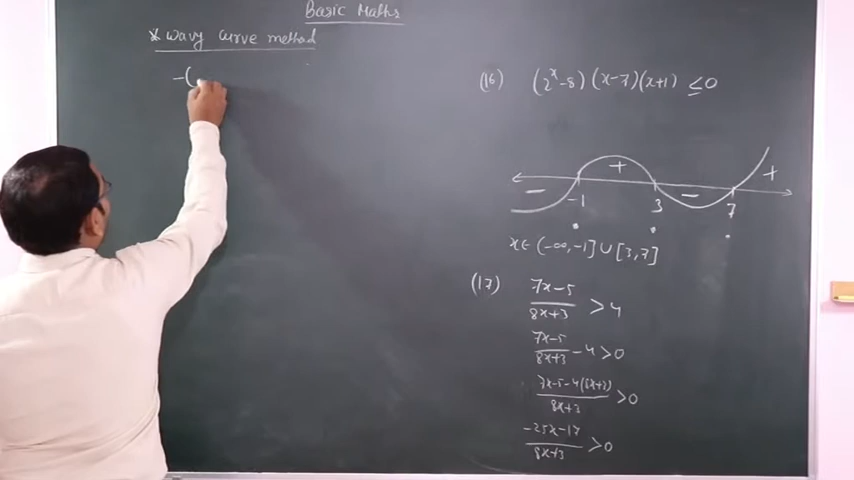 Basic Maths
* wavy curve method
-(
(16) (2^x-8)(x-7)(x+1) ≤0
- + - +
-1 3 7
x∈ (-∞, -1] ∪ [3,7]
(17) 7x-5/8x+3 >4
7x-5/8x+3 -4>0
7x-5-4(8x+3)/8x+3 >0
-25x-17/8x+3 >0